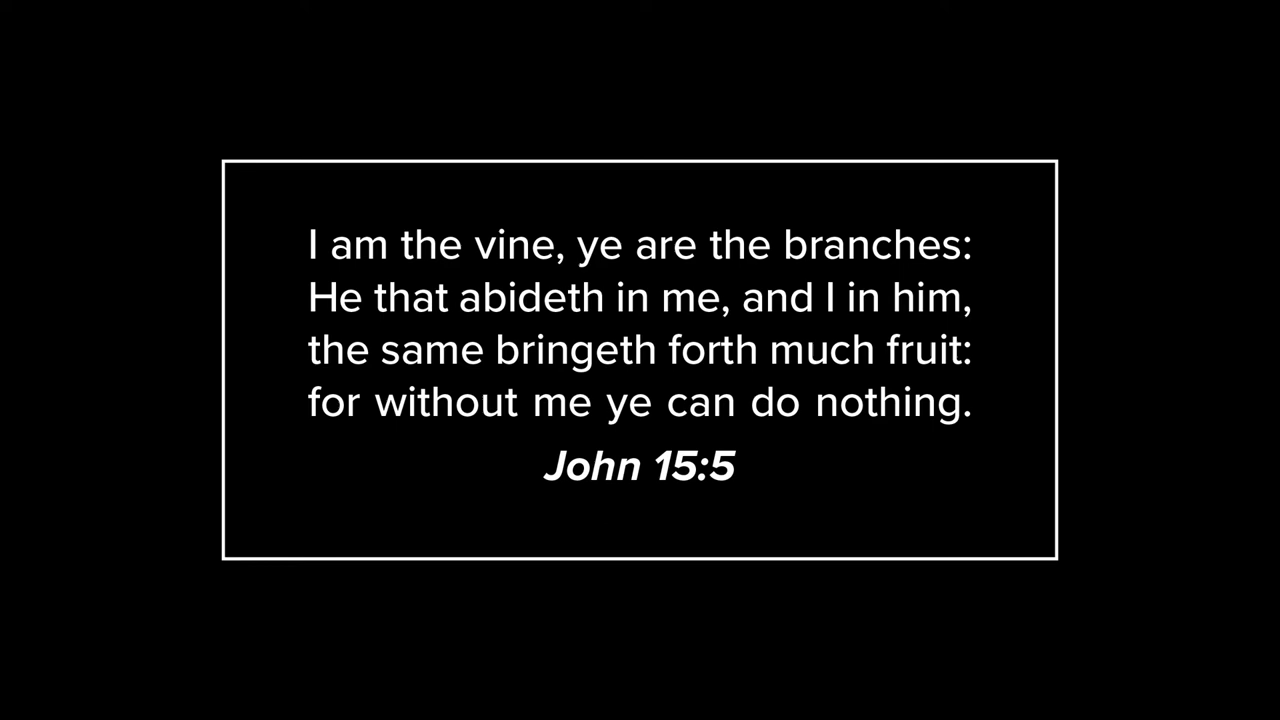 I am the vine, ye are the branches:
He that abideth in me, and I in him,
the same bringeth forth much fruit:
for without me ye can do nothing.
John 15:5